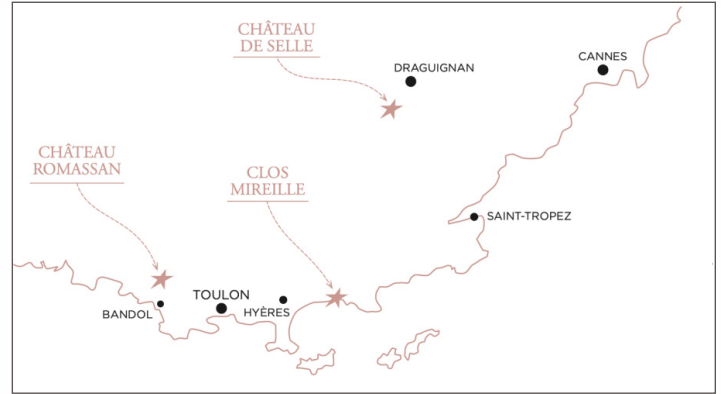 CHÂTEAU
DE SELLE
DRAGUIGNAN
CANNES
CHÂTEAU
ROMASSAN
CLOS
MIREILLE
SAINT-TROPEZ
TOULON
HYÈRES
BANDOL